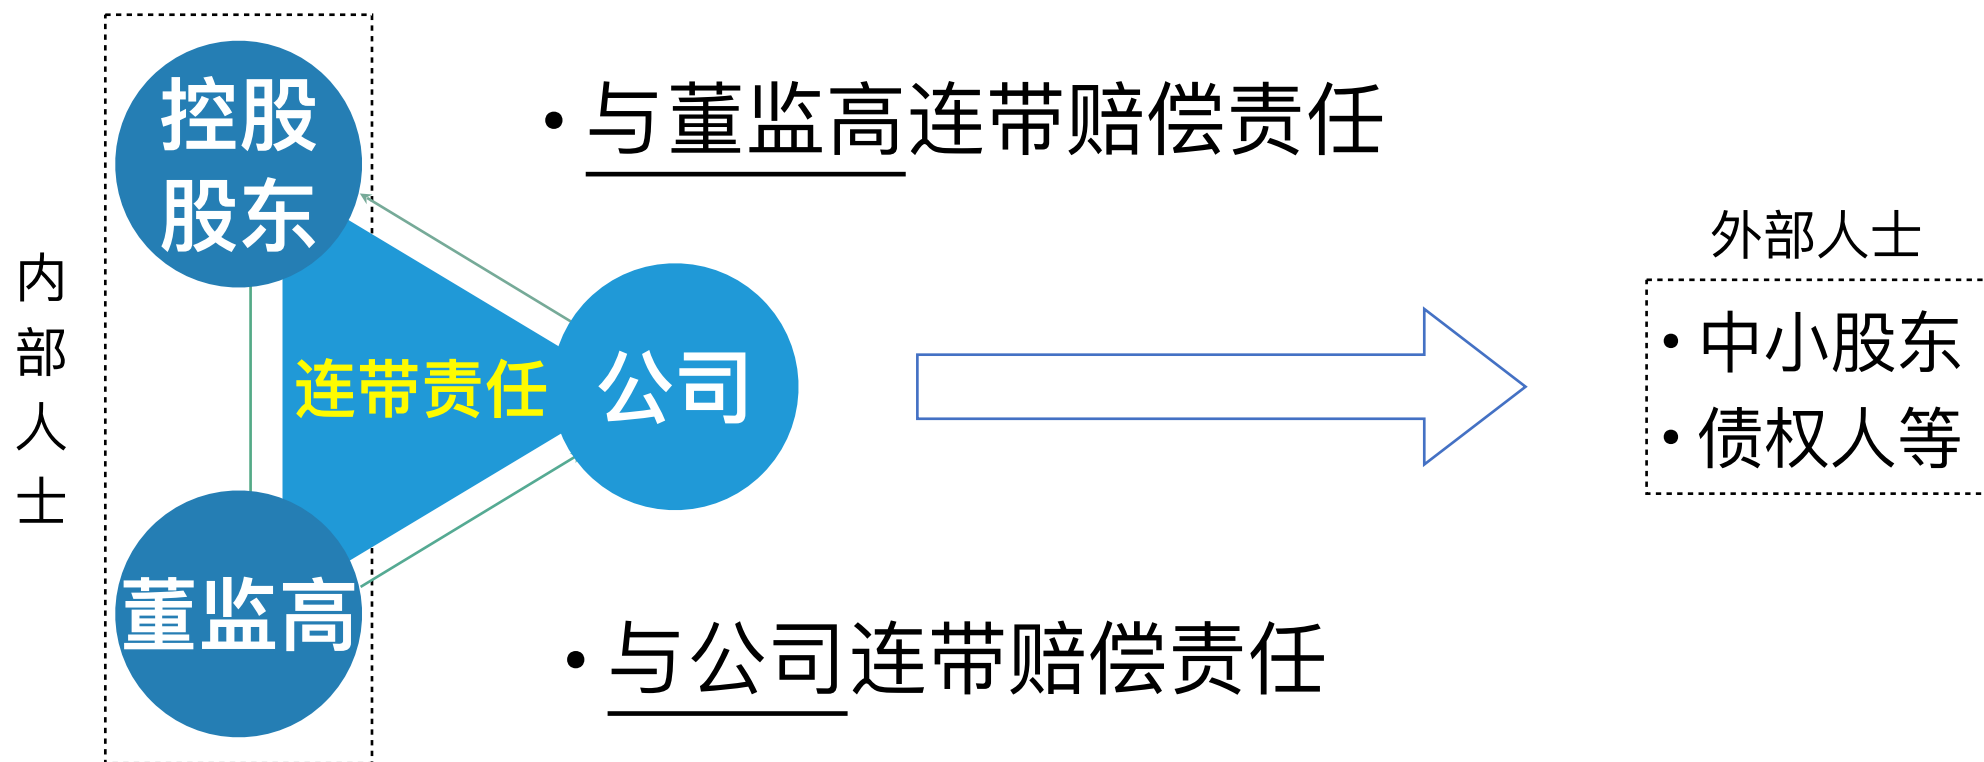 内
部
人
士
控股
股东
董监高
连带责任
公司
• 与董监高连带赔偿责任
• 与公司连带赔偿责任
外部人士
• 中小股东
• 债权人等